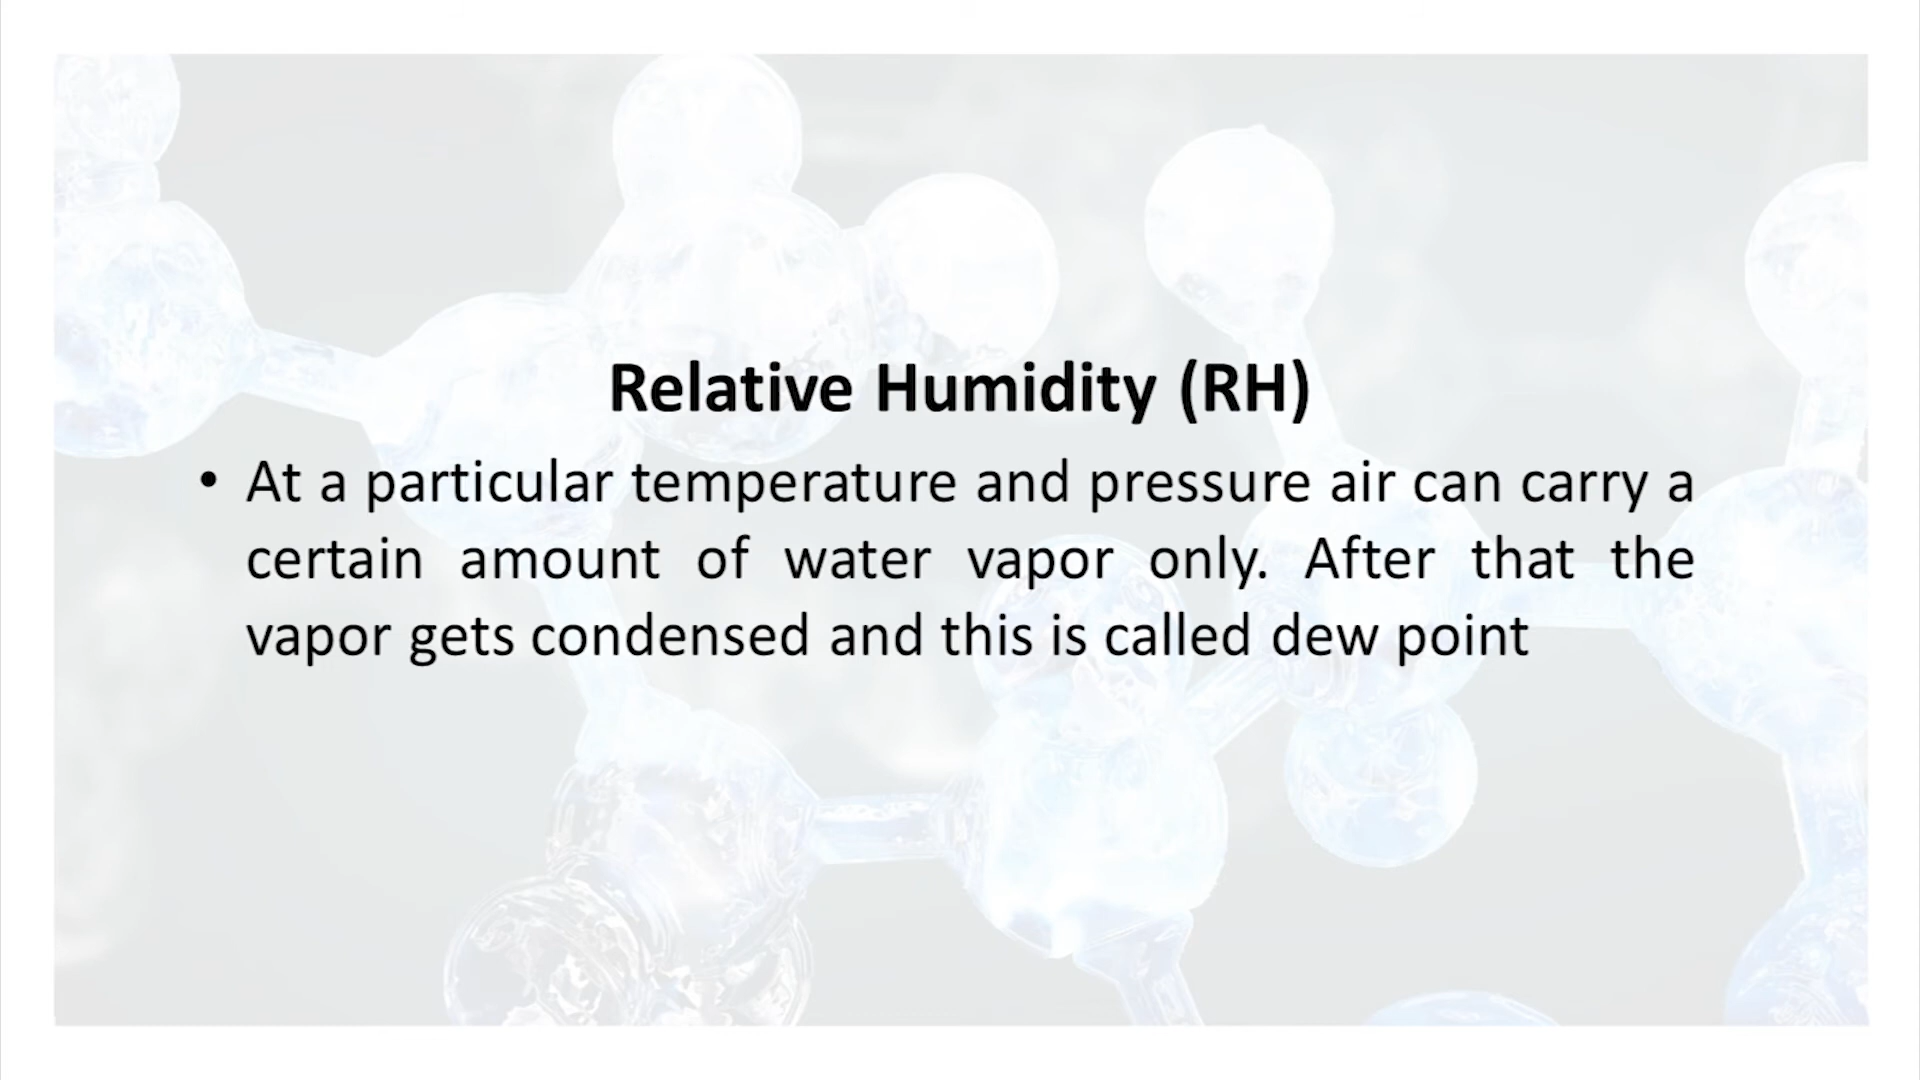 Relative Humidity (RH)
• At a particular temperature and pressure air can carry a
certain amount of water vapor only. After that the
vapor gets condensed and this is called dew point